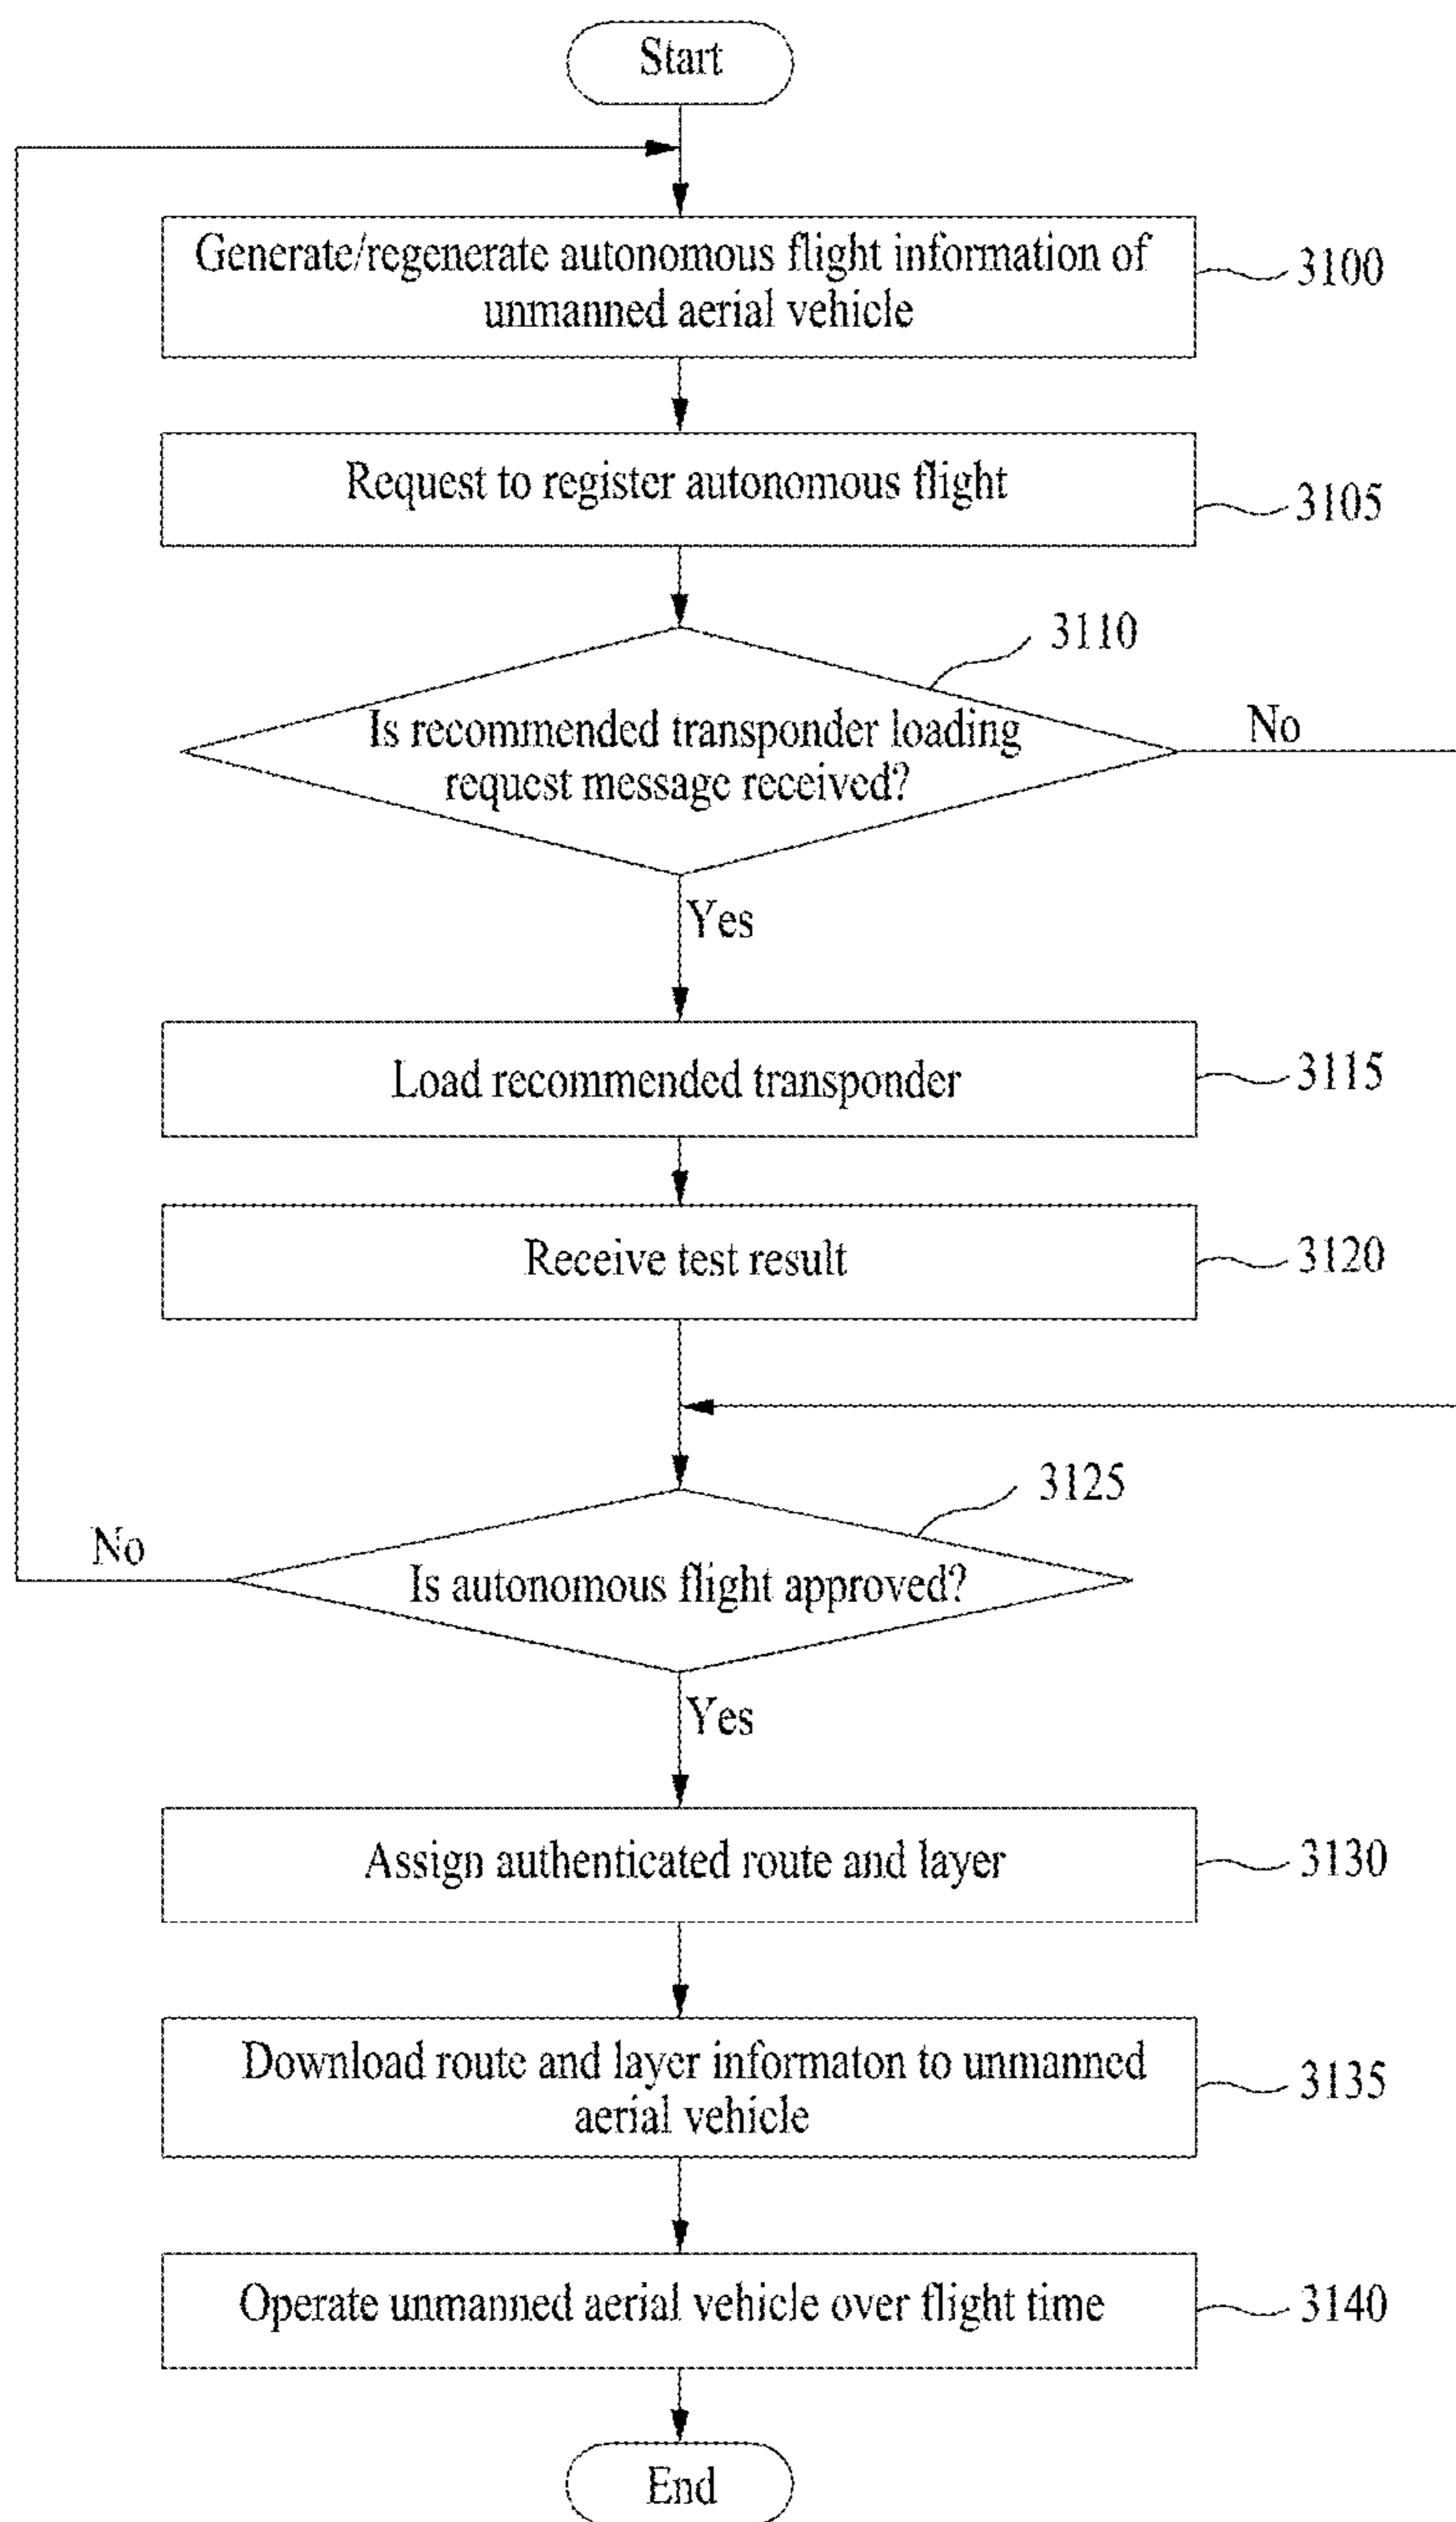 Start
Generate/regenerate autonomous flight information of
unmanned aerial vehicle
3100
Request to register autonomous flight
3105
3110
Is recommended transponder loading
request message received?
No
Yes
Load recommended transponder
3115
Receive test result
3120
3125
No
Is autonomous flight approved?
Yes
Assign authenticated route and layer
3130
Download route and layer informaton to unmanned
aerial vehicle
3135
Operate unmanned aerial vehicle over flight time
3140
End